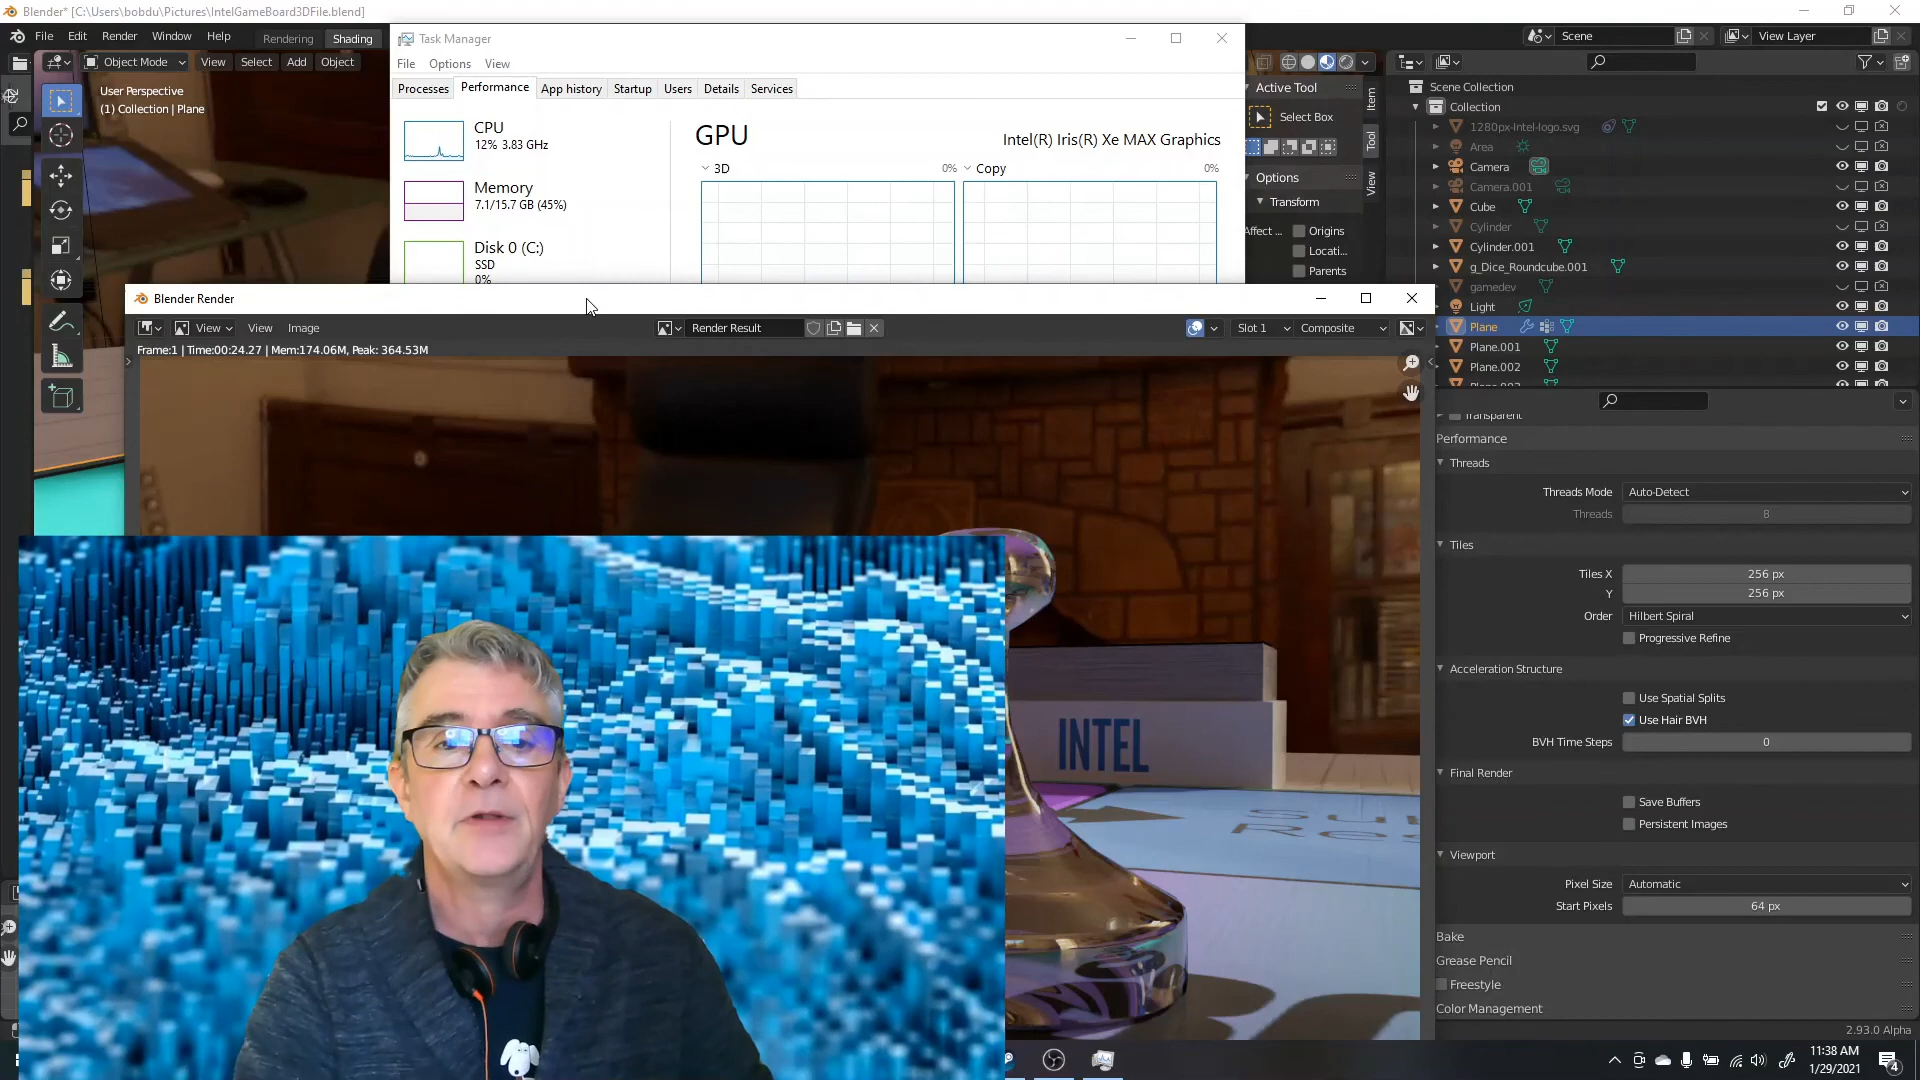 Blender* [C:\Users\bobdu\Pictures\IntelGameBoard3DFile.blend]
File Edit Render Window Help Rendering Shading
Scene View Layer
Object Mode View Select Add Object
User Perspective
(1) Collection | Plane
Task Manager
File Options View
Processes Performance App history Startup Users Details Services
CPU
12% 3.83 GHz
Memory
7.1/15.7 GB (45%)
Disk 0 (C:)
SSD
0%
GPU
Intel(R) Iris(R) Xe MAX Graphics
3D 0% Copy 0%
Active Tool
Select Box
Options
Transform
Affect ... Origins
Locati...
Parents
Item
Tool
View
Scene Collection
Collection
1280px-Intel-logo.svg
Area
Camera
Camera.001
Cube
Cylinder
Cylinder.001
g_Dice_Roundcube.001
gamedev
Light
Plane
Plane.001
Plane.002
Blender Render
View View Image Render Result Slot 1 Composite
Frame:1 | Time:00:24.27 | Mem:174.06M, Peak: 364.53M
INTEL
Transparent
Performance
Threads
Threads Mode Auto-Detect
Threads 8
Tiles
Tiles X 256 px
Y 256 px
Order Hilbert Spiral
Progressive Refine
Acceleration Structure
Use Spatial Splits
Use Hair BVH
BVH Time Steps 0
Final Render
Save Buffers
Persistent Images
Viewport
Pixel Size Automatic
Start Pixels 64 px
Bake
Grease Pencil
Freestyle
Color Management
2.93.0 Alpha
11:38 AM
1/29/2021
4